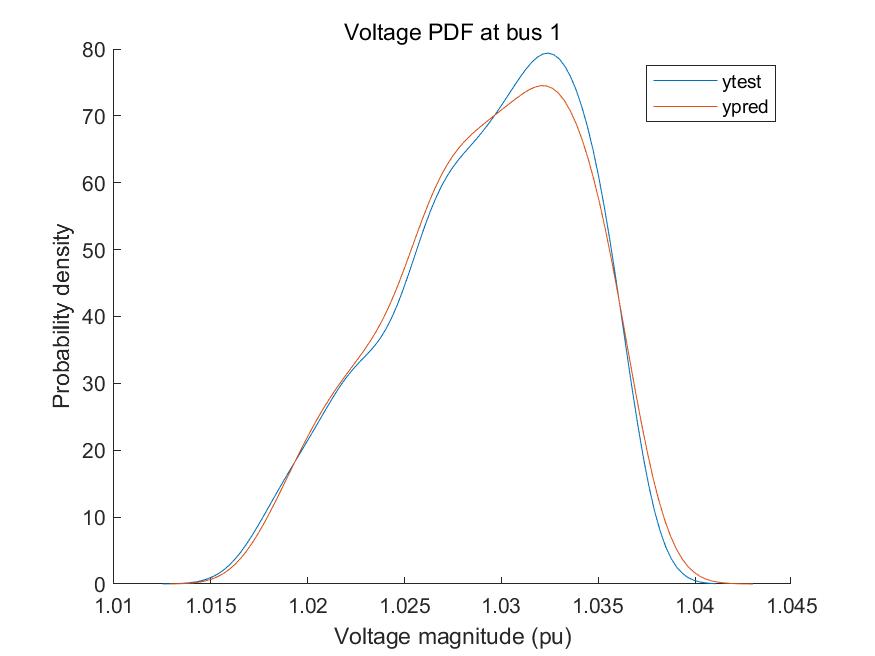 Voltage PDF at bus 1
ytest
ypred
80
70
60
50
40
30
20
10
0
Probability density
1.01 1.015 1.02 1.025 1.03 1.035 1.04 1.045
Voltage magnitude (pu)